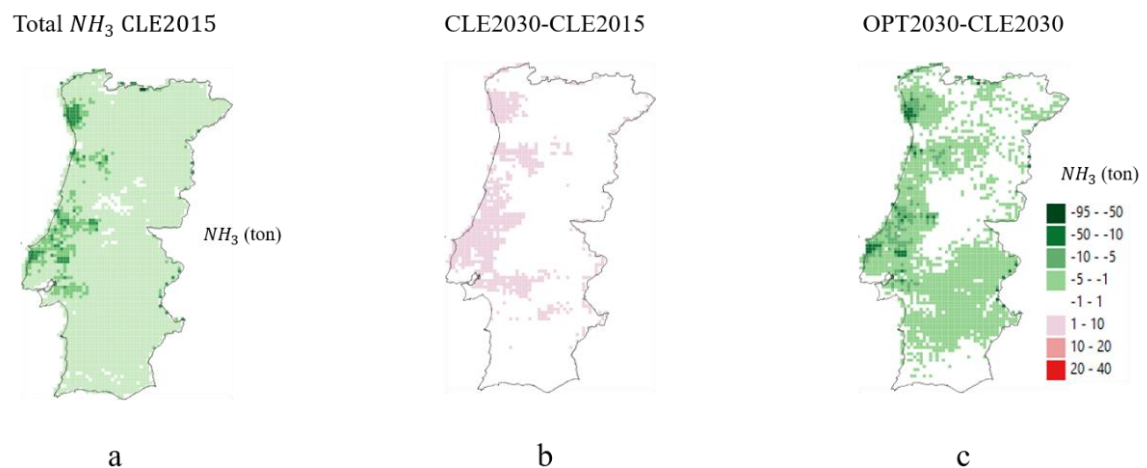 Total NH₃ CLE2015
CLE2030-CLE2015
OPT2030-CLE2030
NH₃ (ton)
NH₃ (ton)
-95 - -50
-50 - -10
-10 - -5
-5 - -1
-1 - 1
1 - 10
10 - 20
20 - 40
a
b
c